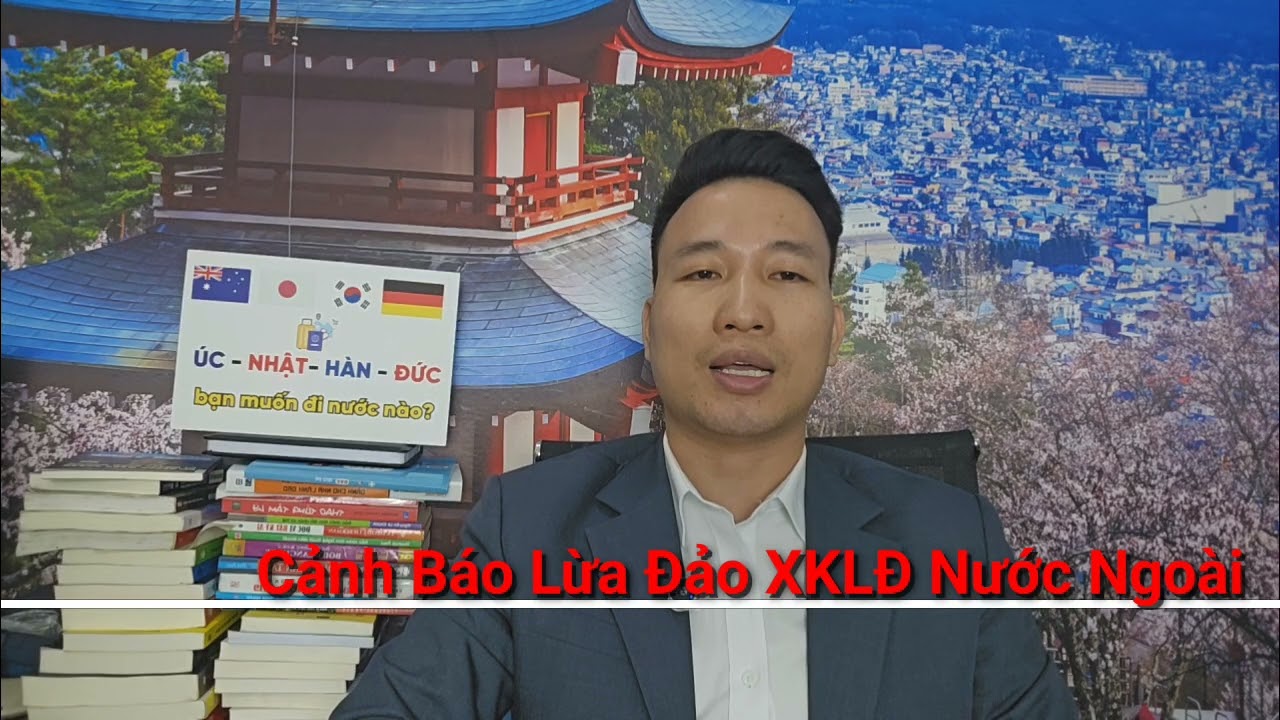 ÚC - NHẬT- HÀN - ĐỨC
bạn muốn đi nước nào?
Cảnh Báo Lừa Đảo XKLĐ Nước Ngoài